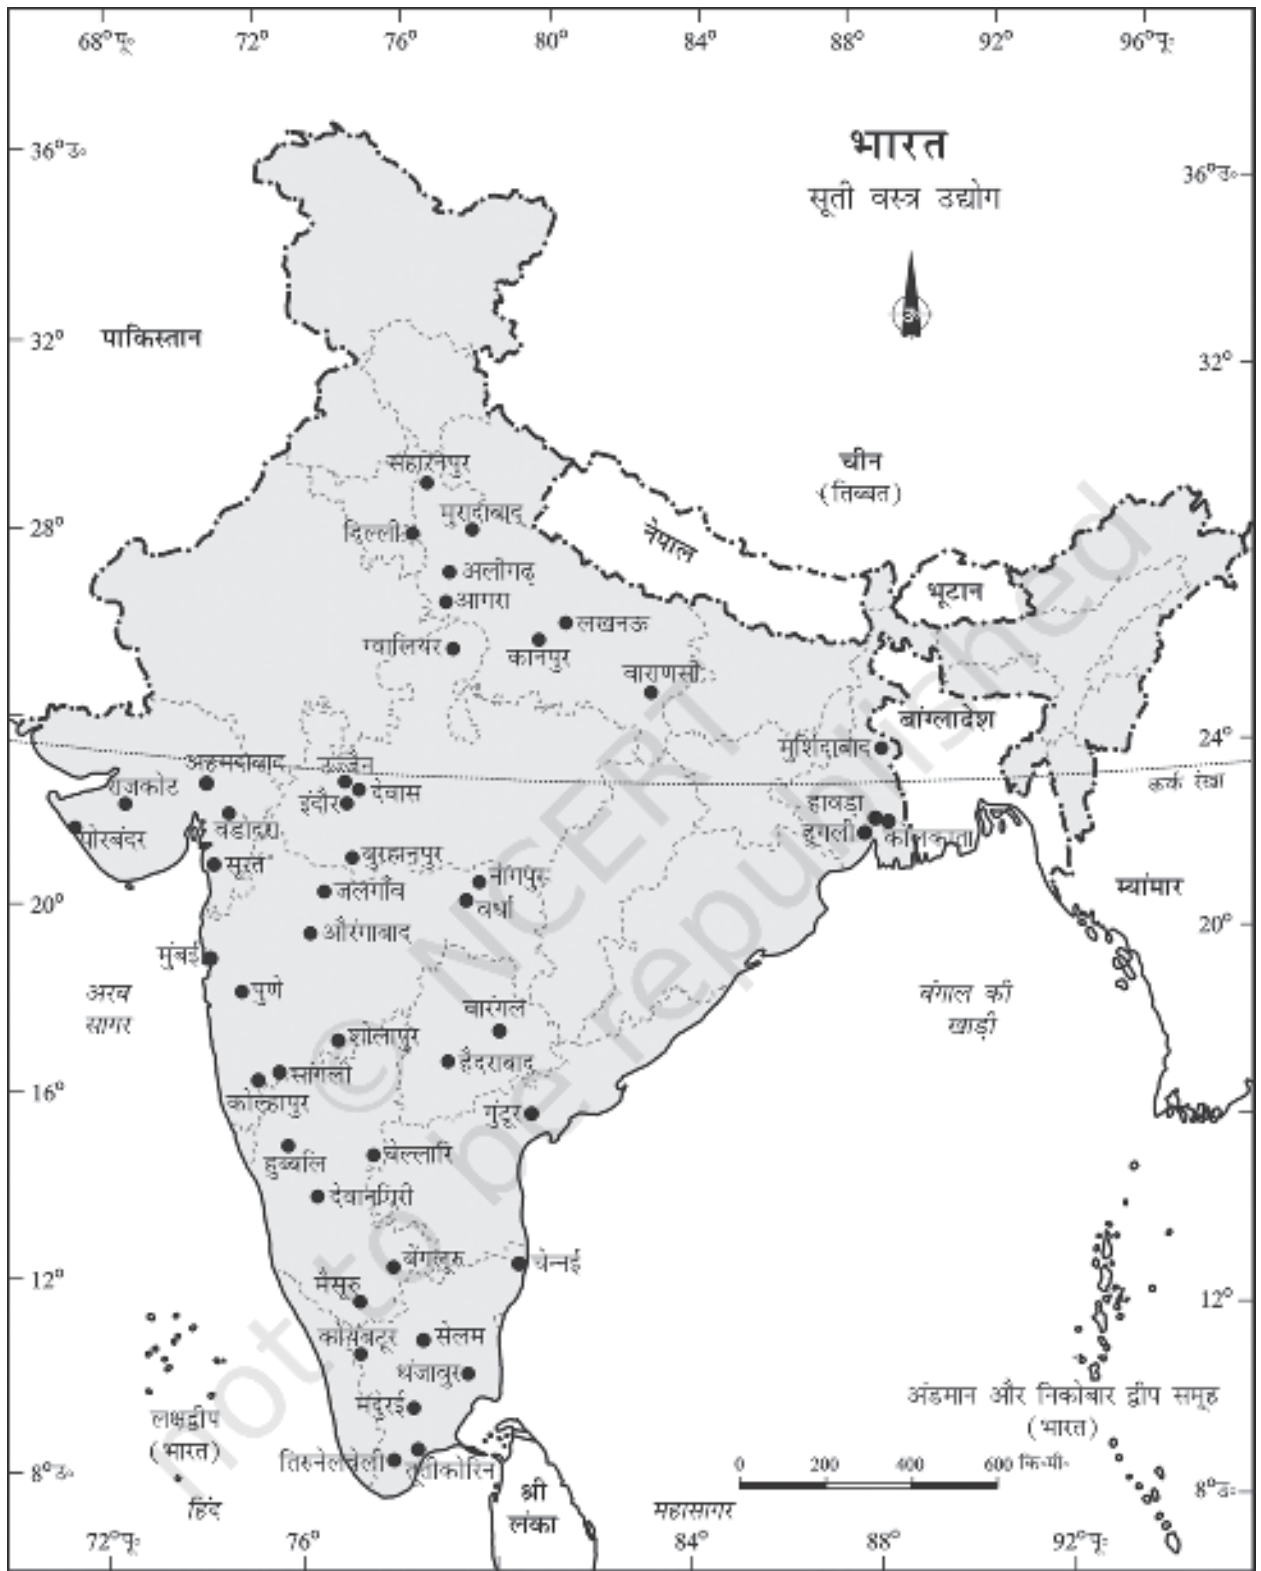 68°पू॰ 72° 76° 80° 84° 88° 92° 96°पू॰
भारत
सूती वस्त्र उद्योग
36°उ॰
36°उ॰
उ॰
पाकिस्तान
32°
32°
चीन
(तिब्बत)
सहारनपुर
मुरादाबाद
दिल्ली
28°
नेपाल
अलीगढ़
आगरा
भूटान
लखनऊ
ग्वालियर
कानपुर
वाराणसी
बांग्लादेश
मुर्शिदाबाद
24°
कर्क रेखा
अहमदाबाद
उज्जैन
देवास
राजकोट
इंदौर
हावड़ा
वडोदरा
हुगली
कोलकाता
पोरबंदर
सूरत
बुरहानपुर
नागपुर
म्यांमार
जलगाँव
वर्धा
20°
20°
औरंगाबाद
मुंबई
पुणे
अरब
सागर
बंगाल की
खाड़ी
वारंगल
शोलापुर
हैदराबाद
सांगली
16°
कोल्हापुर
गुंटूर
हुब्बलि
बेल्लारि
देवानगिरी
बेंगलूरु
चेन्नई
12°
12°
मैसूरु
कोयंबटूर
सेलम
थंजावुर
मदुरई
अंडमान और निकोबार द्वीप समूह
(भारत)
लक्षद्वीप
(भारत)
तिरुनेलवेली
तूतीकोरिन
0 200 400 600 कि॰मी॰
8°उ॰
8°उ॰
श्री
लंका
हिंद
महासागर
72°पू॰ 76° 84° 88° 92°पू॰
© NCERT
not to be republished